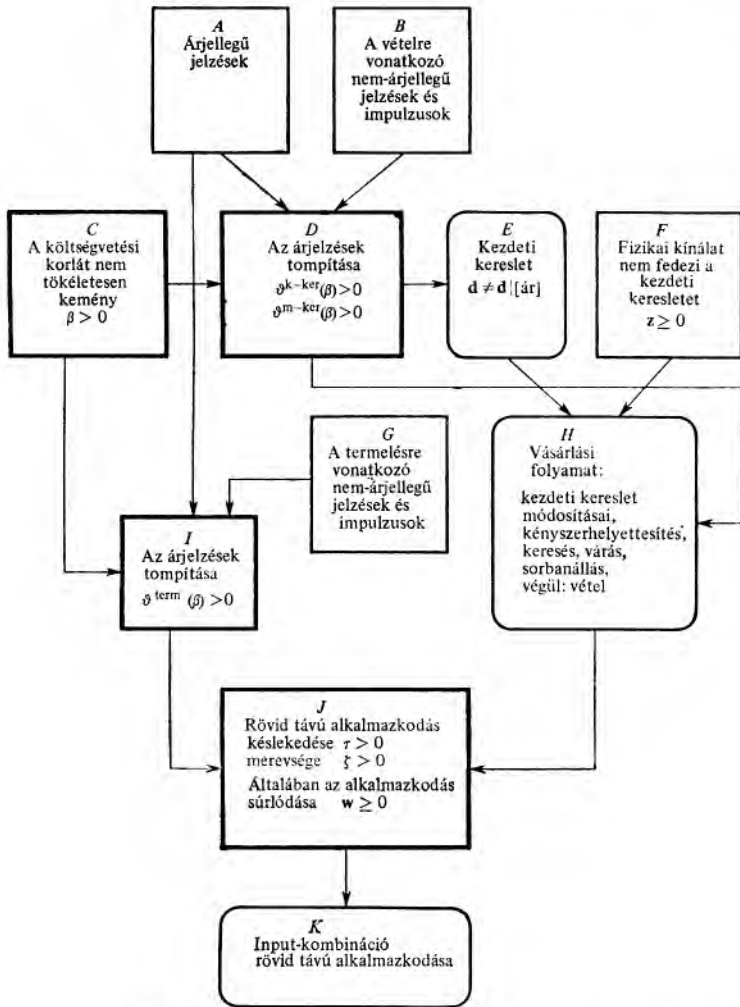 A
Árjellegű
jelzések
B
A vételre
vonatkozó
nem-árjellegű
jelzések és
impulzusok
C
A költségvetési
korlát nem
tökéletesen
kemény
β > 0
D
Az árjelzések
tompítása
ϑ^k-ker(β) > 0
ϑ^m-ker(β) > 0
E
Kezdeti
kereslet
d ≠ d¦[ár]
F
Fizikai kínálat
nem fedezi a
kezdeti
keresletet
z ≥ 0
G
A termelésre
vonatkozó
nem-árjellegű
jelzések és
impulzusok
H
Vásárlási
folyamat:
kezdeti kereslet
módosításai,
kényszerhelyettesítés,
keresés, várás,
sorbanállás,
végül: vétel
I
Az árjelzések
tompítása
ϑ^term (β) > 0
J
Rövid távú alkalmazkodás
késlekedése τ > 0
merevsége ζ > 0
Általában az alkalmazkodás
súrlódása w ≥ 0
K
Input-kombináció
rövid távú alkalmazkodása